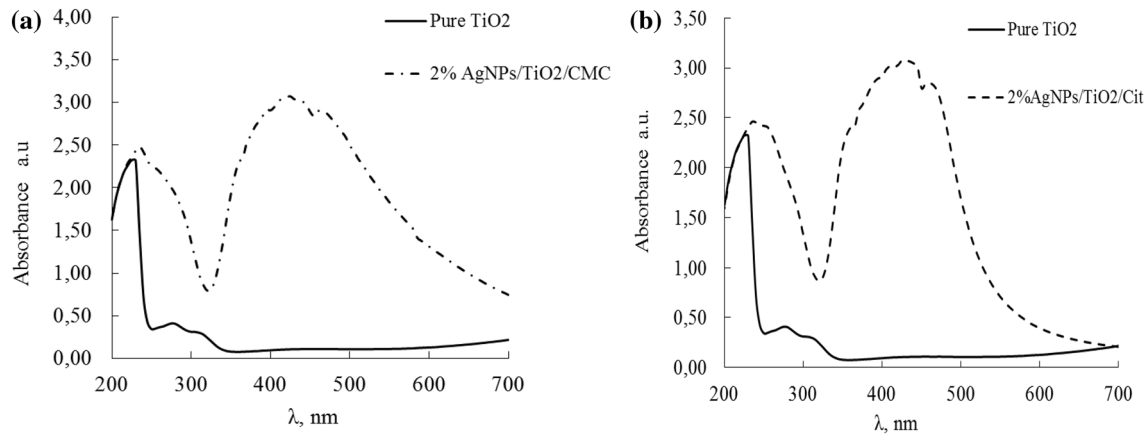 (a)
Pure TiO2
2% AgNPs/TiO2/CMC
Absorbance a.u
4,00
3,50
3,00
2,50
2,00
1,50
1,00
0,50
0,00
200 300 400 500 600 700
λ, nm
(b)
Pure TiO2
2%AgNPs/TiO2/Cit
Absorbance a.u.
3,50
3,00
2,50
2,00
1,50
1,00
0,50
0,00
200 300 400 500 600 700
λ, nm